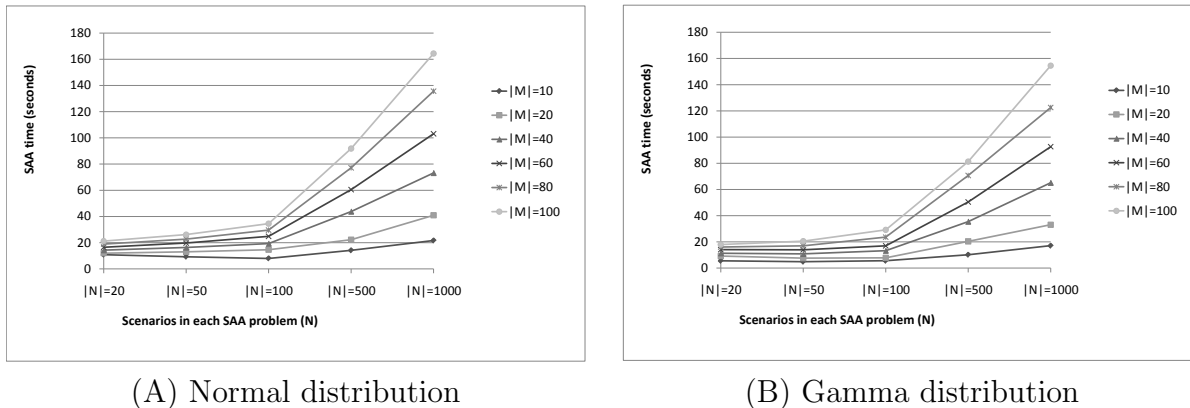 180
160
140
120
100
80
60
40
20
0
SAA time (seconds)
|N|=20 |N|=50 |N|=100 |N|=500 |N|=1000
Scenarios in each SAA problem (N)
|M|=10
|M|=20
|M|=40
|M|=60
|M|=80
|M|=100
(A) Normal distribution
180
160
140
120
100
80
60
40
20
0
SAA time (seconds)
|N|=20 |N|=50 |N|=100 |N|=500 |N|=1000
Scenarios in each SAA problem (N)
|M|=10
|M|=20
|M|=40
|M|=60
|M|=80
|M|=100
(B) Gamma distribution